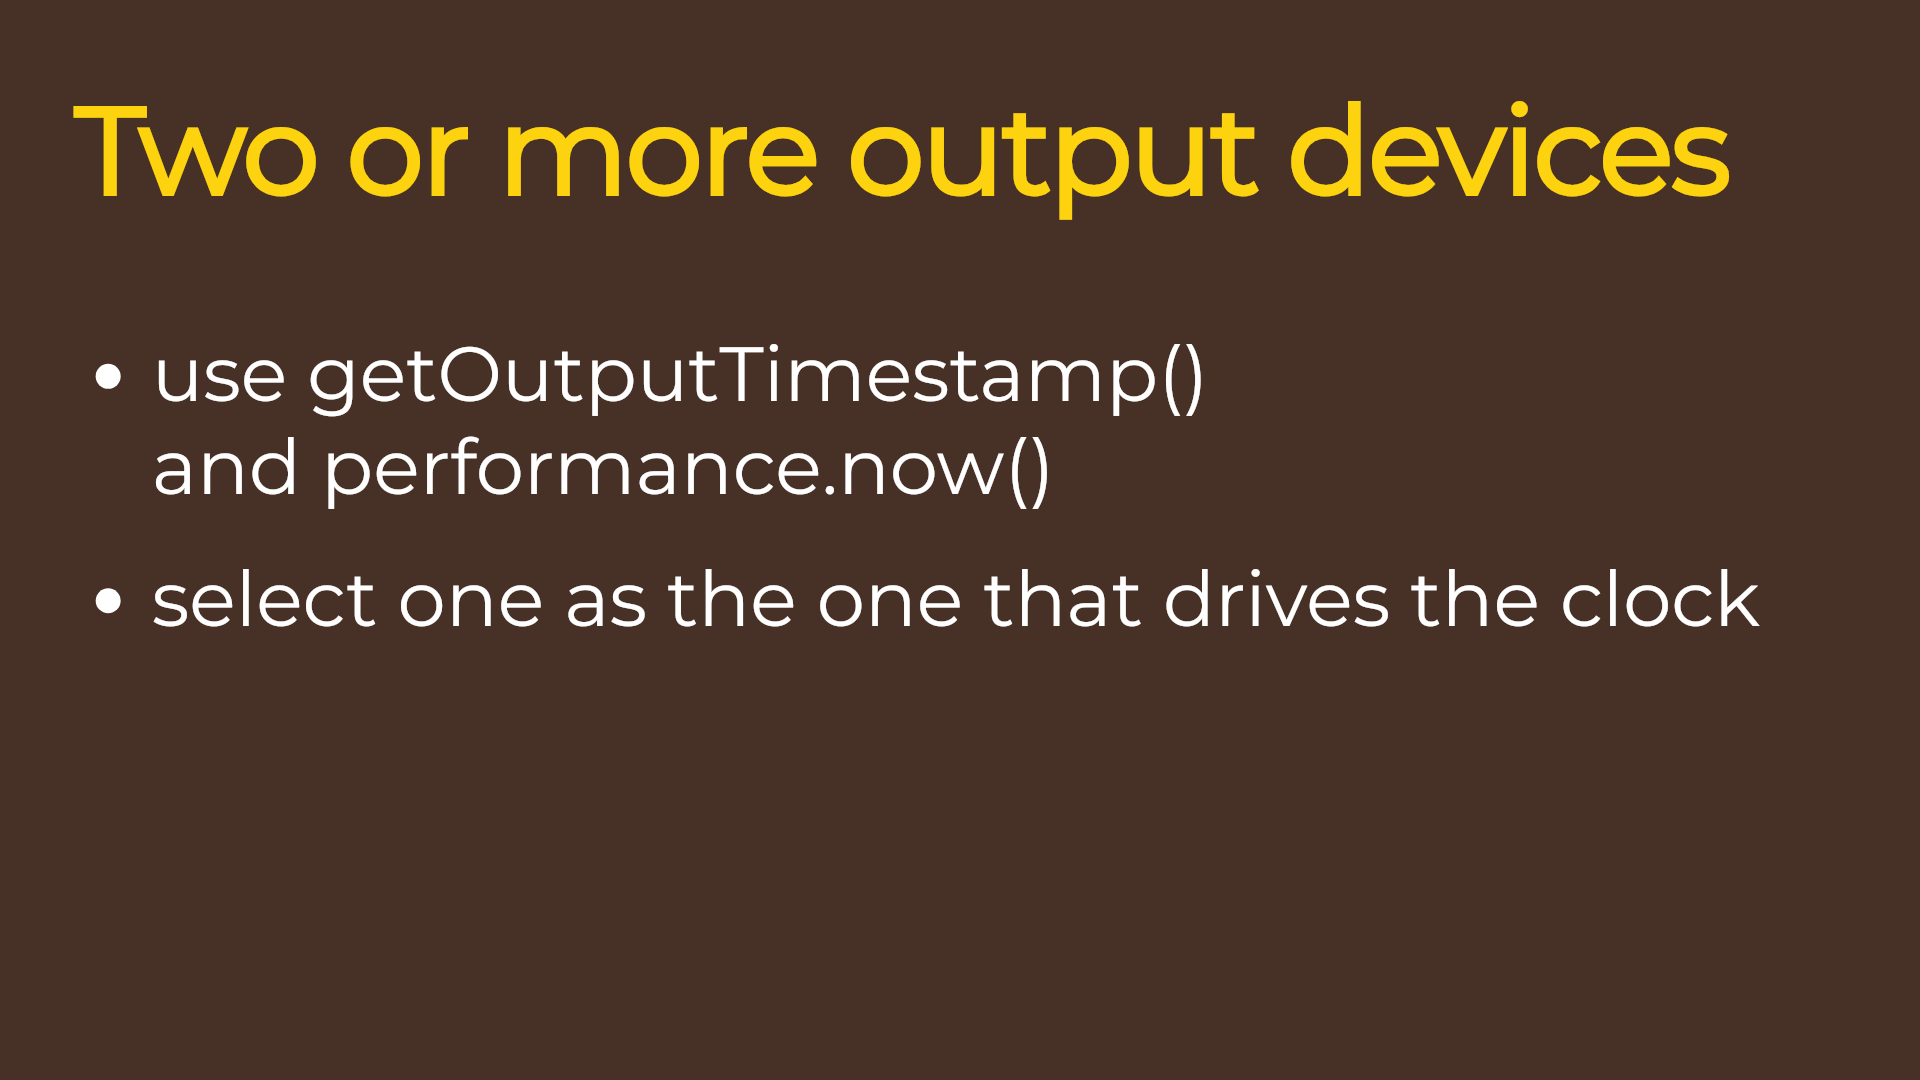 Two or more output devices
• use getOutputTimestamp()
and performance.now()
• select one as the one that drives the clock